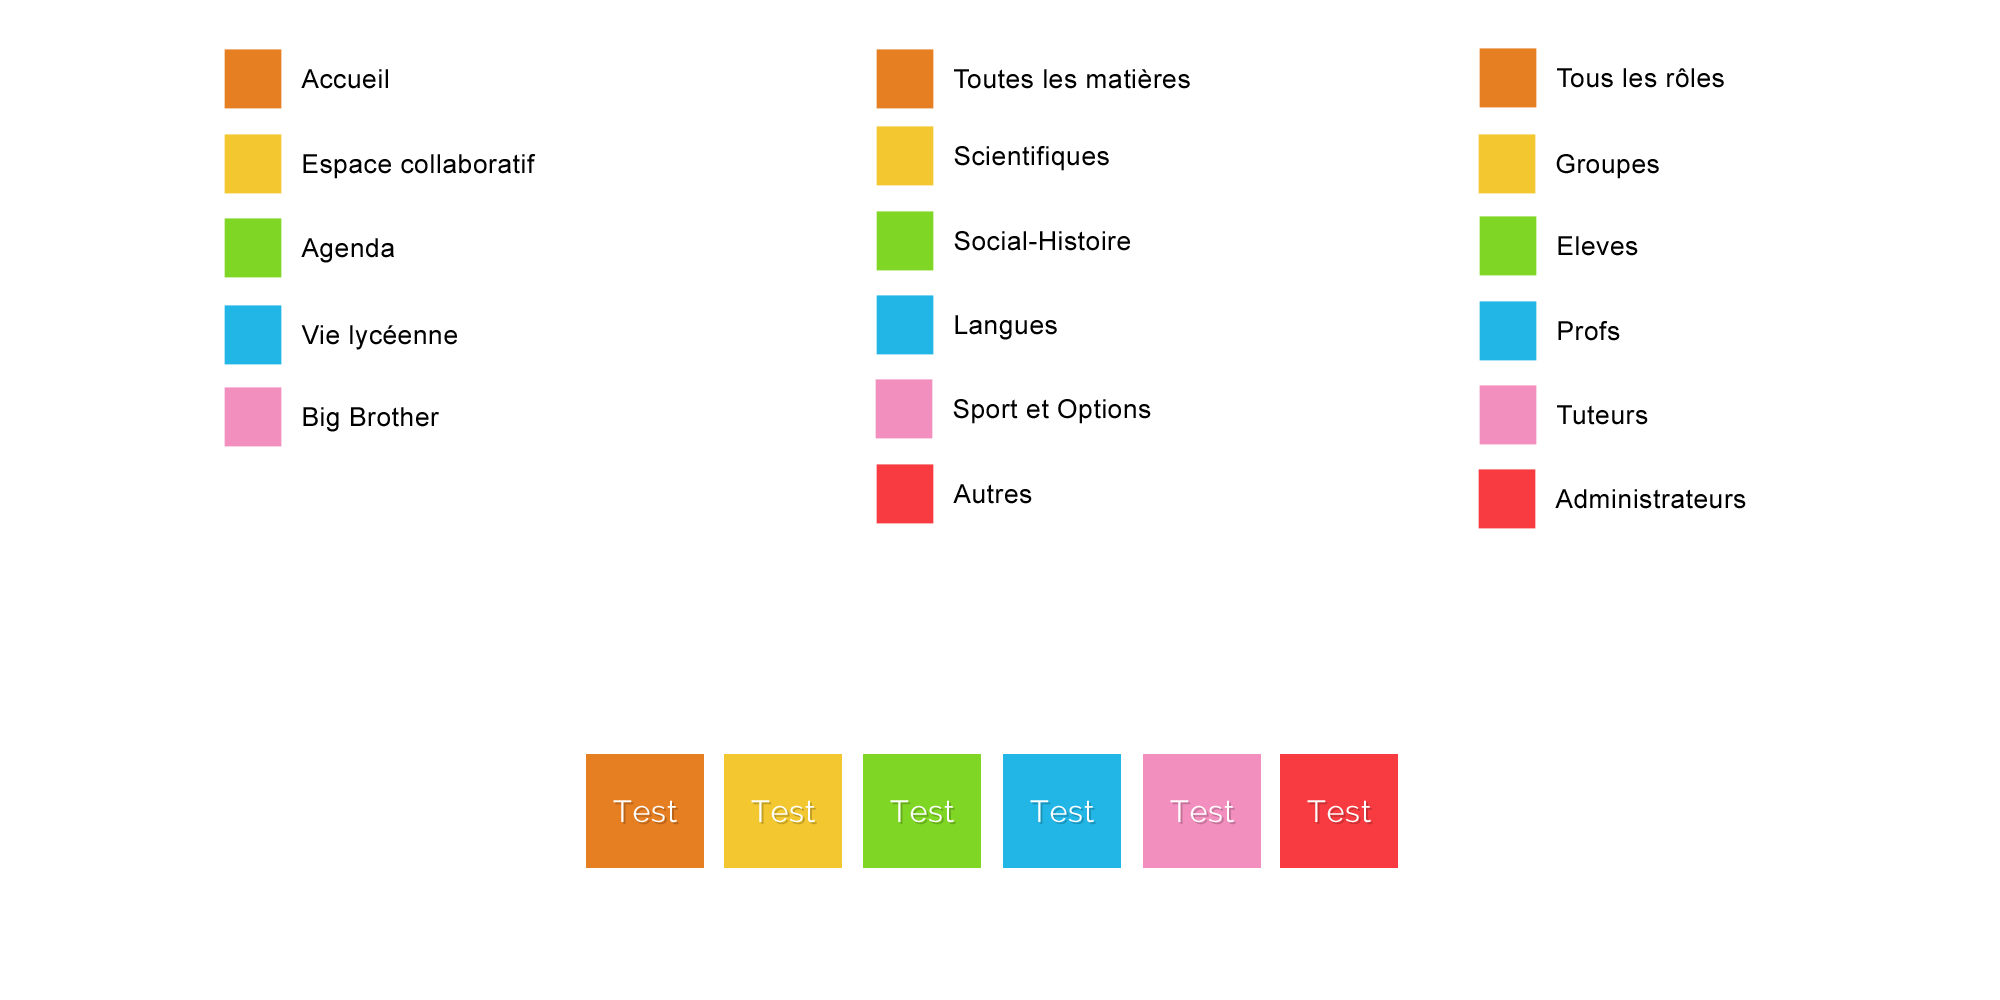 Accueil
Espace collaboratif
Agenda
Vie lycéenne
Big Brother
Toutes les matières
Scientifiques
Social-Histoire
Langues
Sport et Options
Autres
Tous les rôles
Groupes
Eleves
Profs
Tuteurs
Administrateurs
Test
Test
Test
Test
Test
Test